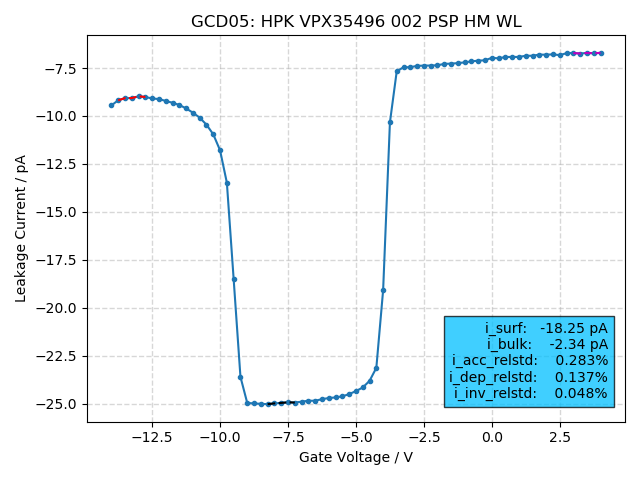 GCD05: HPK VPX35496 002 PSP HM WL
Leakage Current / pA
−7.5
−10.0
−12.5
−15.0
−17.5
−20.0
−22.5
−25.0
i_surf: -18.25 pA
i_bulk: -2.34 pA
i_acc_relstd: 0.283%
i_dep_relstd: 0.137%
i_inv_relstd: 0.048%
−12.5 −10.0 −7.5 −5.0 −2.5 0.0 2.5
Gate Voltage / V